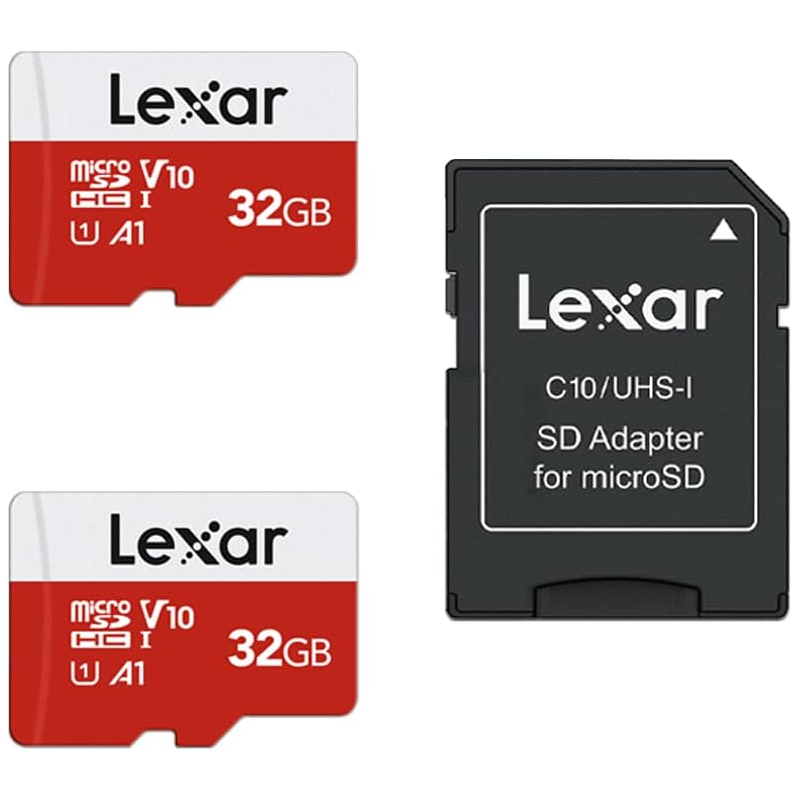 Lexar
micro SD HC I V10
U1 A1
32GB
Lexar
C10/UHS-I
SD Adapter
for microSD
Lexar
micro SD HC I V10
U1 A1
32GB